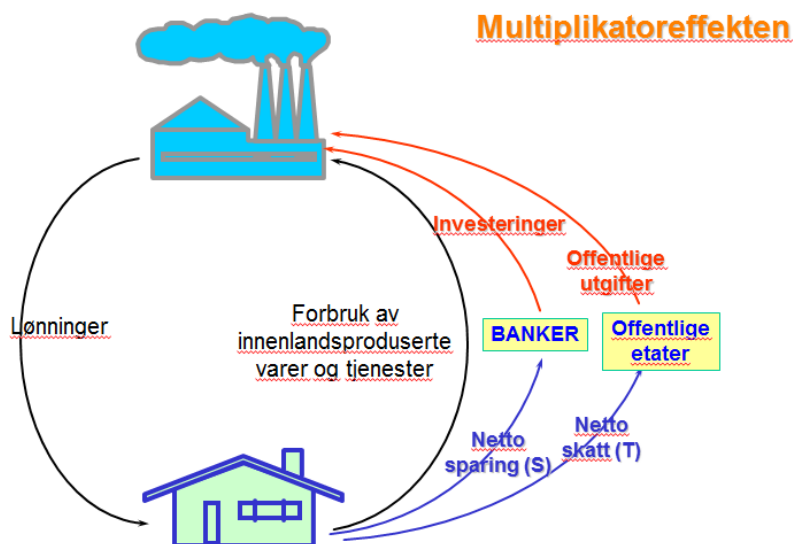 Multiplikatoreffekten
Investeringer
Offentlige
utgifter
Lønninger
Forbruk av
innenlandsproduserte
varer og tjenester
BANKER
Offentlige
etater
Netto
sparing (S)
Netto
skatt (T)